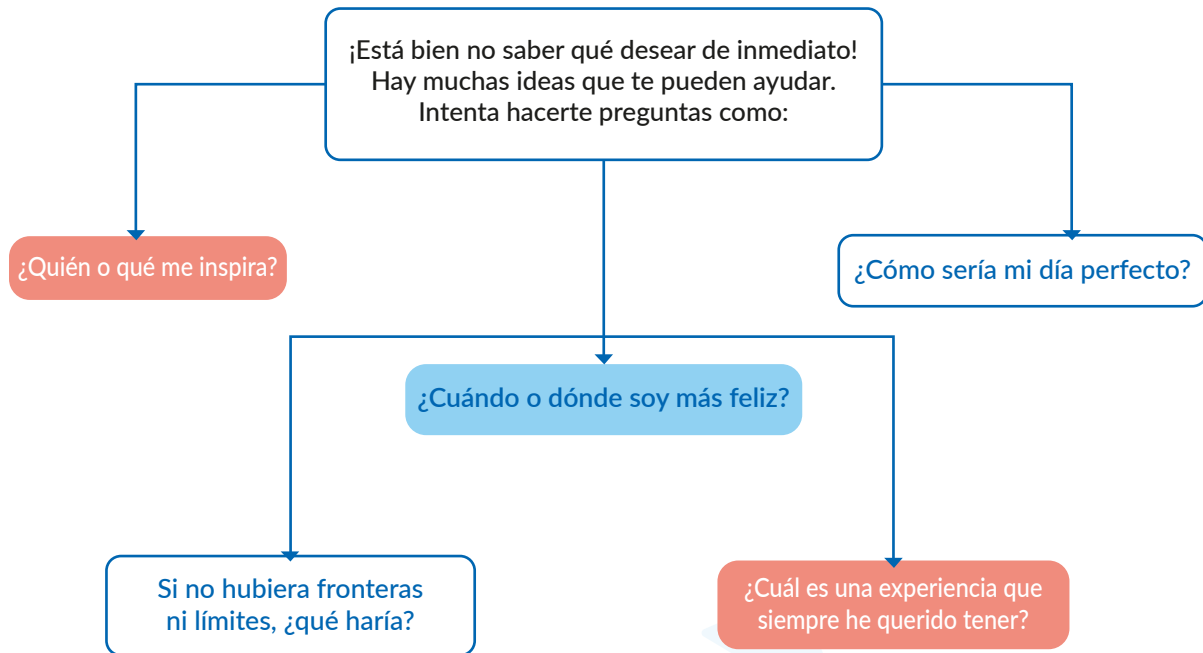 ¡Está bien no saber qué desear de inmediato!
Hay muchas ideas que te pueden ayudar.
Intenta hacerte preguntas como:
¿Quién o qué me inspira?
¿Cómo sería mi día perfecto?
¿Cuándo o dónde soy más feliz?
Si no hubiera fronteras
ni límites, ¿qué haría?
¿Cuál es una experiencia que
siempre he querido tener?